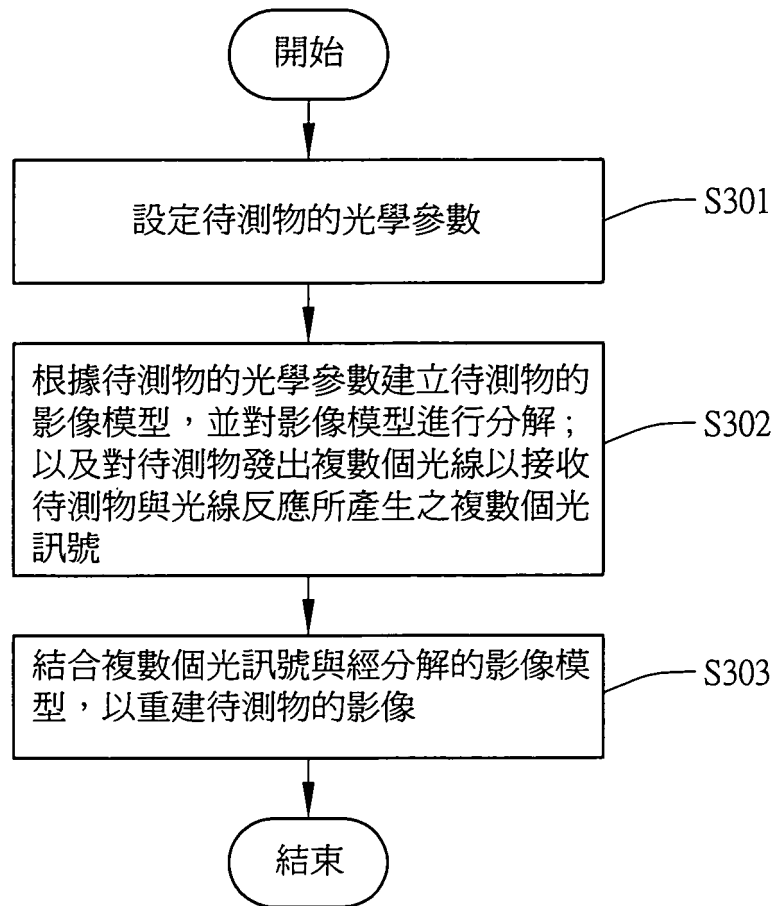 開始
設定待測物的光學參數
S301
根據待測物的光學參數建立待測物的
影像模型，並對影像模型進行分解；
以及對待測物發出複數個光線以接收
待測物與光線反應所產生之複數個光
訊號
S302
結合複數個光訊號與經分解的影像模
型，以重建待測物的影像
S303
結束